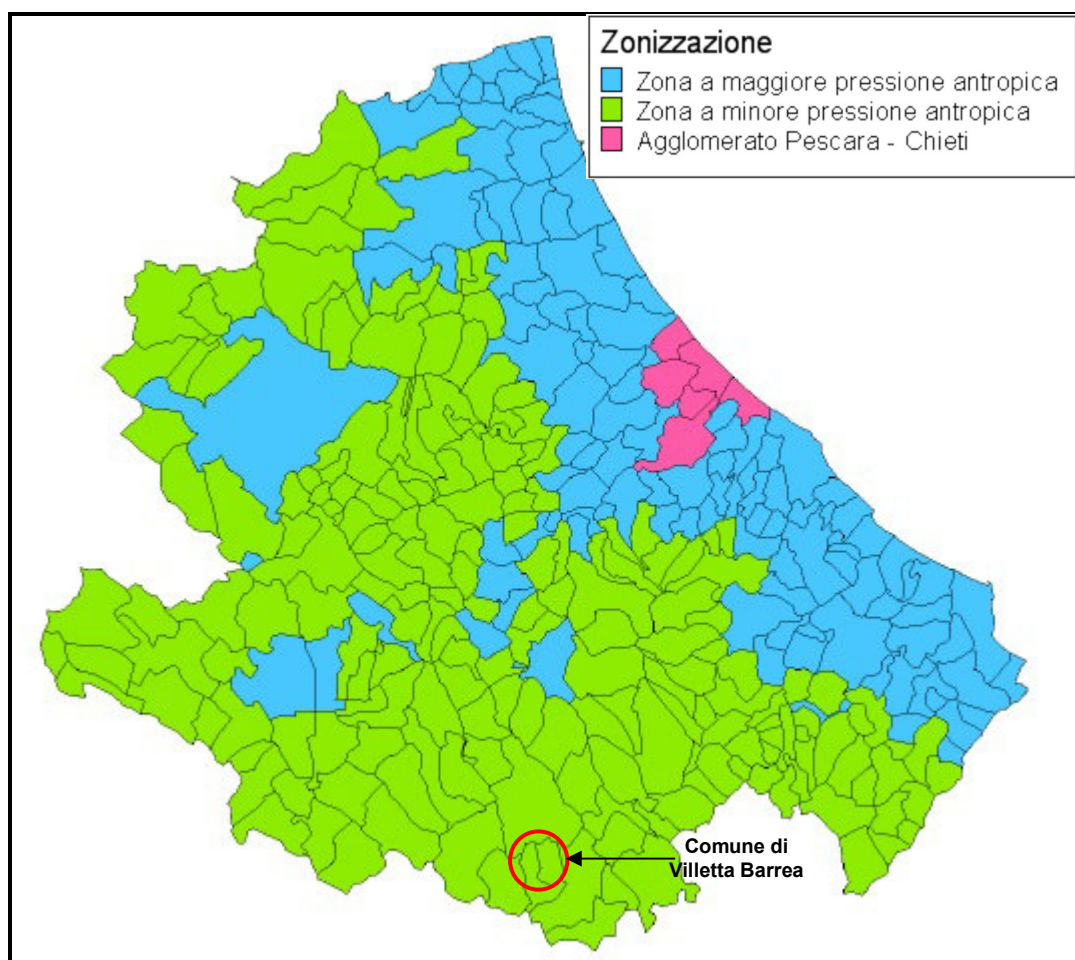 Zonizzazione
Zona a maggiore pressione antropica
Zona a minore pressione antropica
Agglomerato Pescara - Chieti
Comune di
Villetta Barrea